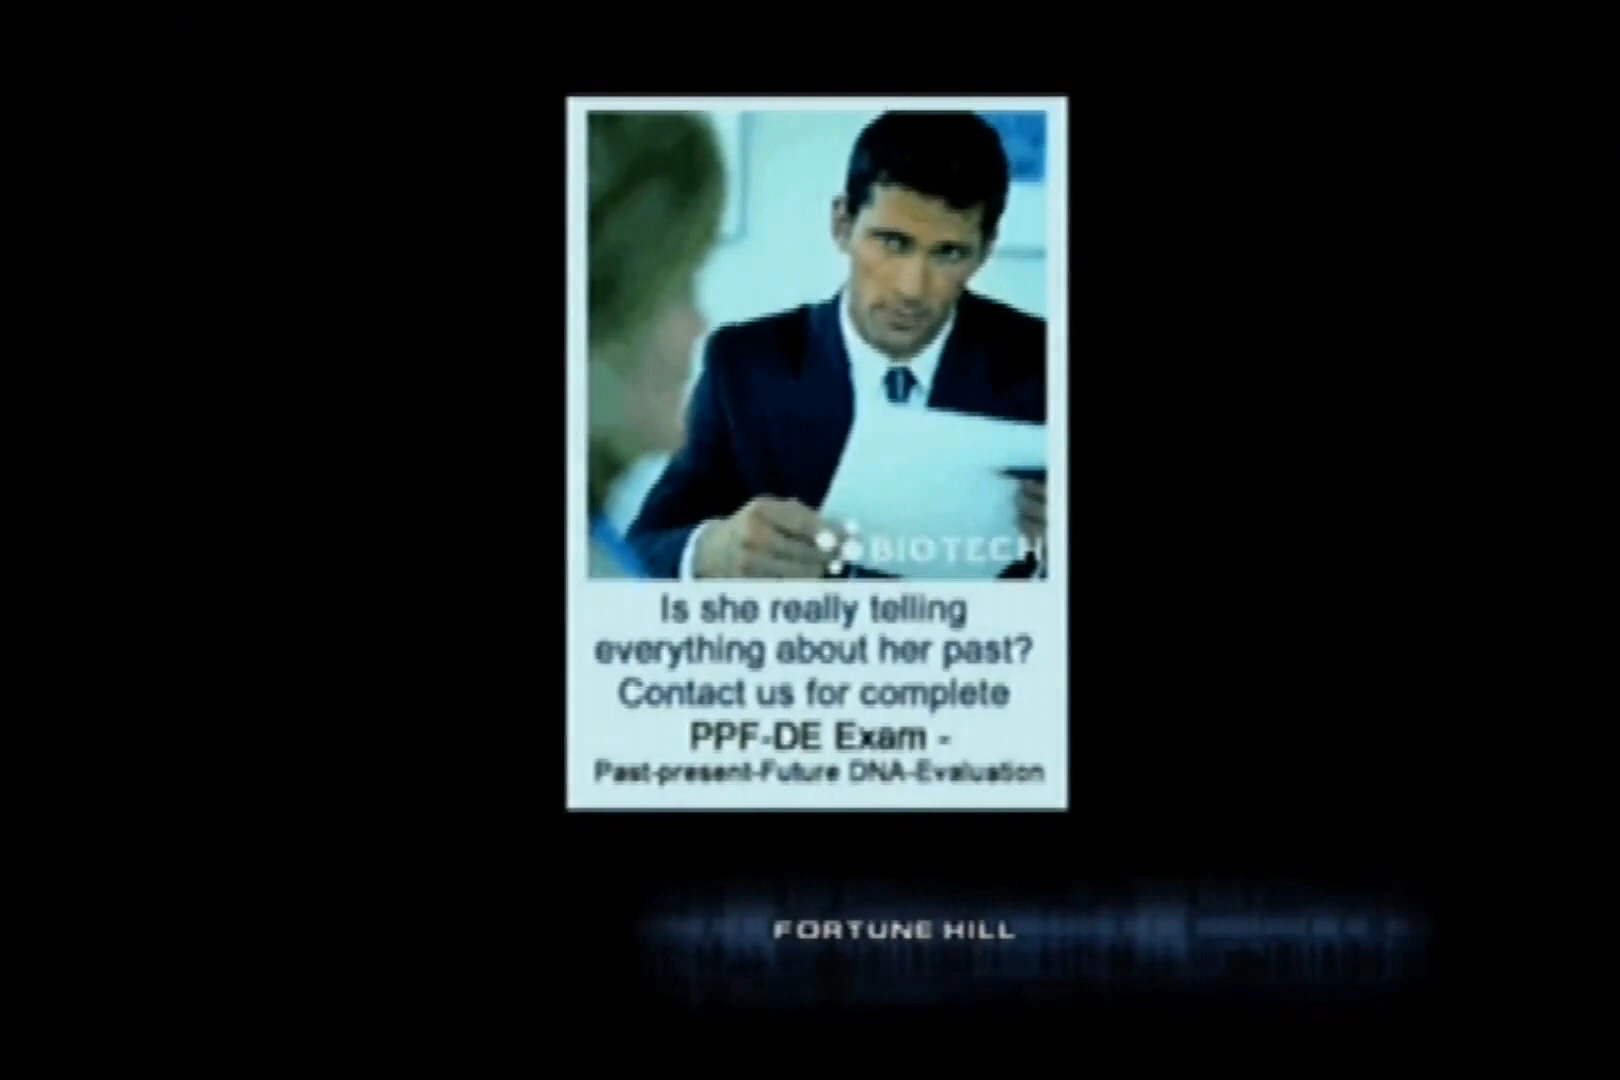 BIOTECH
Is she really telling
everything about her past?
Contact us for complete
PPF-DE Exam -
Past-present-Future DNA-Evaluation
FORTUNE HILL